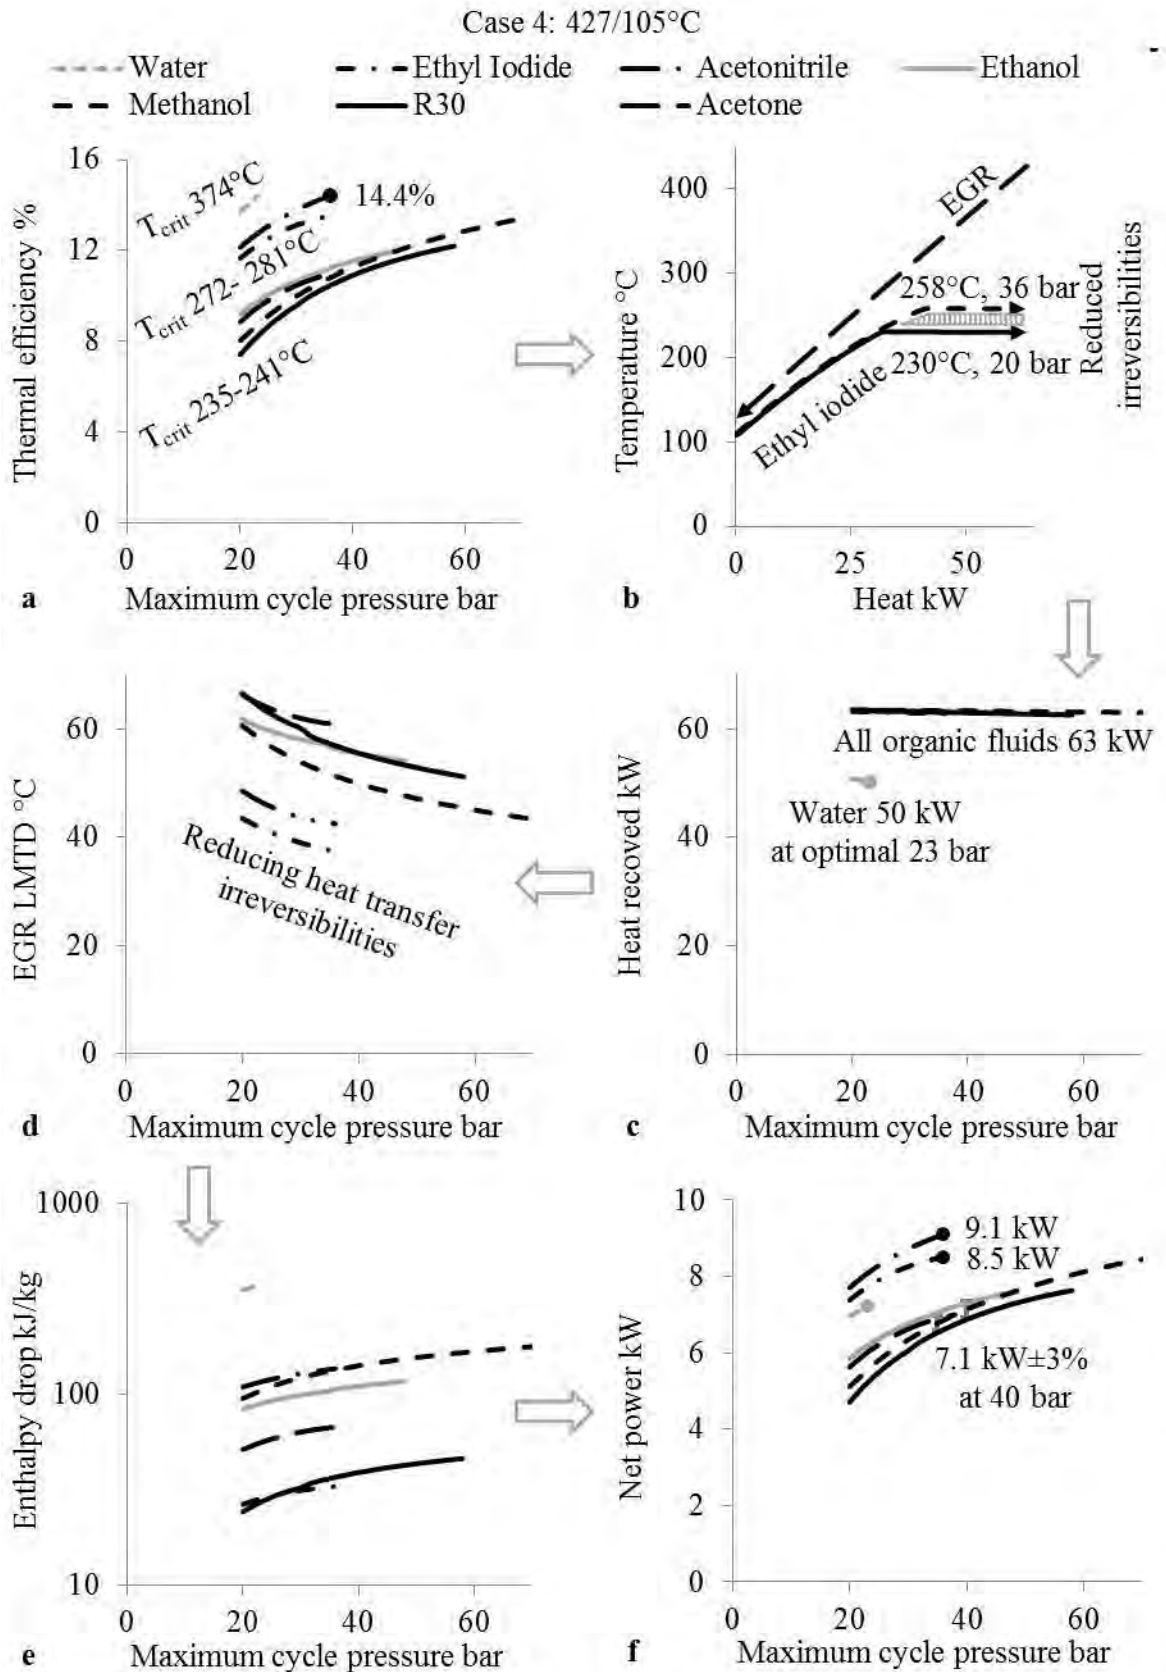 Case 4: 427/105°C
Water
Ethyl Iodide
Acetonitrile
Ethanol
Methanol
R30
Acetone
16
12
8
4
0
0
20
40
60
Thermal efficiency %
Maximum cycle pressure bar
T_crit 374°C
14.4%
T_crit 272- 281°C
T_crit 235-241°C
a
400
300
200
100
0
0
25
50
Temperature °C
Heat kW
EGR
258°C, 36 bar
230°C, 20 bar
Ethyl iodide
Reduced
irreversibilities
b
60
40
20
0
0
20
40
60
EGR LMTD °C
Maximum cycle pressure bar
Reducing heat transfer
irreversibilities
d
60
40
20
0
0
20
40
60
Heat recoved kW
Maximum cycle pressure bar
All organic fluids 63 kW
Water 50 kW
at optimal 23 bar
c
1000
100
10
0
20
40
60
Enthalpy drop kJ/kg
Maximum cycle pressure bar
e
10
8
6
4
2
0
0
20
40
60
Net power kW
Maximum cycle pressure bar
9.1 kW
8.5 kW
7.1 kW±3%
at 40 bar
f